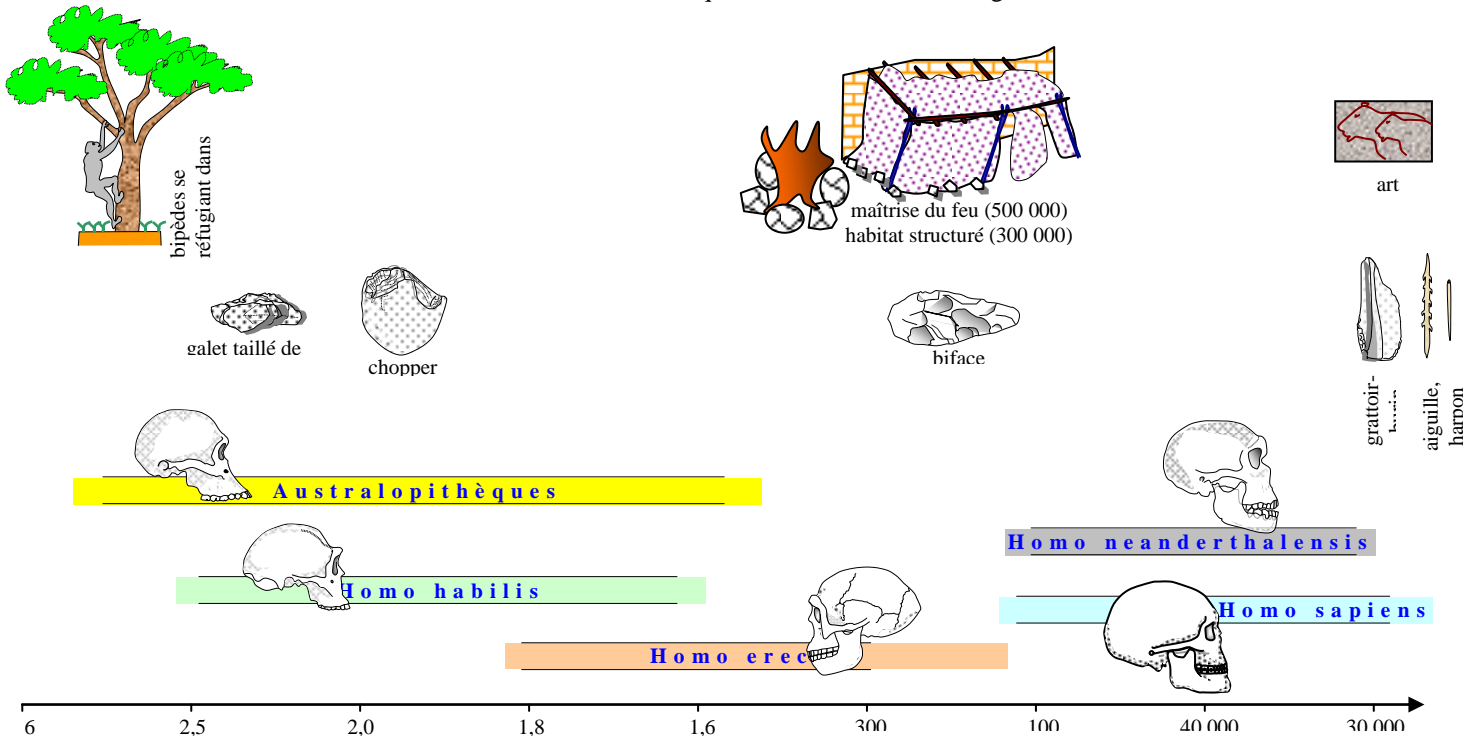 bipèdes se
réfugiant dans
maîtrise du feu (500 000)
habitat structuré (300 000)
art
galet taillé de
chopper
biface
grattoir-
aiguille,
harpon
Australopithèques
Homo neanderthalensis
Homo habilis
Homo sapiens
Homo erec
6 2,5 2,0 1,8 1,6 300 100 40 000 30 000